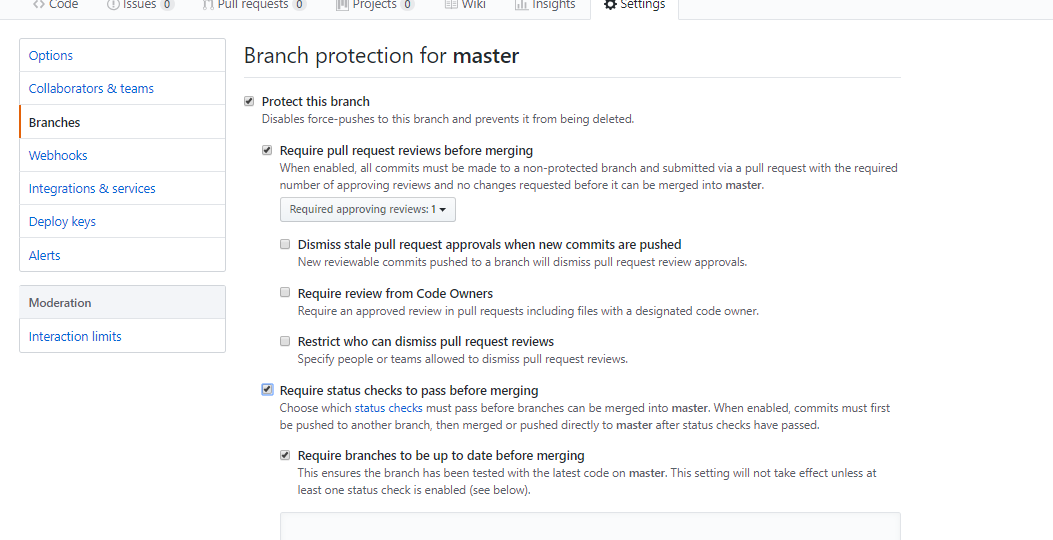 Code Issues 0 Pull requests 0 Projects 0 Wiki Insights Settings
Options
Collaborators & teams
Branches
Webhooks
Integrations & services
Deploy keys
Alerts
Moderation
Interaction limits
Branch protection for master
Protect this branch
Disables force-pushes to this branch and prevents it from being deleted.
Require pull request reviews before merging
When enabled, all commits must be made to a non-protected branch and submitted via a pull request with the required
number of approving reviews and no changes requested before it can be merged into master.
Required approving reviews: 1
Dismiss stale pull request approvals when new commits are pushed
New reviewable commits pushed to a branch will dismiss pull request review approvals.
Require review from Code Owners
Require an approved review in pull requests including files with a designated code owner.
Restrict who can dismiss pull request reviews
Specify people or teams allowed to dismiss pull request reviews.
Require status checks to pass before merging
Choose which status checks must pass before branches can be merged into master. When enabled, commits must first
be pushed to another branch, then merged or pushed directly to master after status checks have passed.
Require branches to be up to date before merging
This ensures the branch has been tested with the latest code on master. This setting will not take effect unless at
least one status check is enabled (see below).